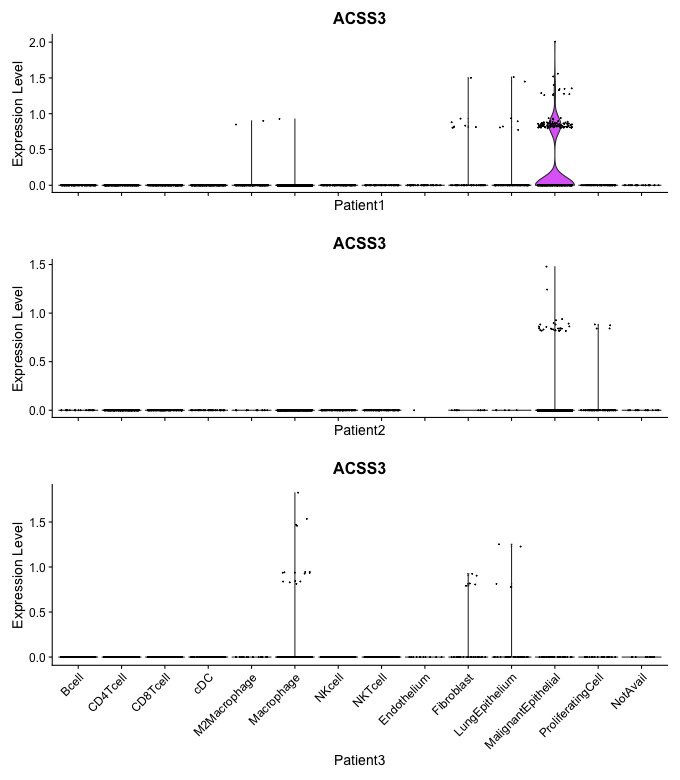 ACSS3
Expression Level
2.0
1.5
1.0
0.5
0.0
Patient1
ACSS3
Expression Level
1.5
1.0
0.5
0.0
Patient2
ACSS3
Expression Level
1.5
1.0
0.5
0.0
Bcell
CD4Tcell
CD8Tcell
cDC
M2Macrophage
Macrophage
NKcell
NKTcell
Endothelium
Fibroblast
LungEpithelium
MalignantEpithelial
ProliferatingCell
NotAvail
Patient3